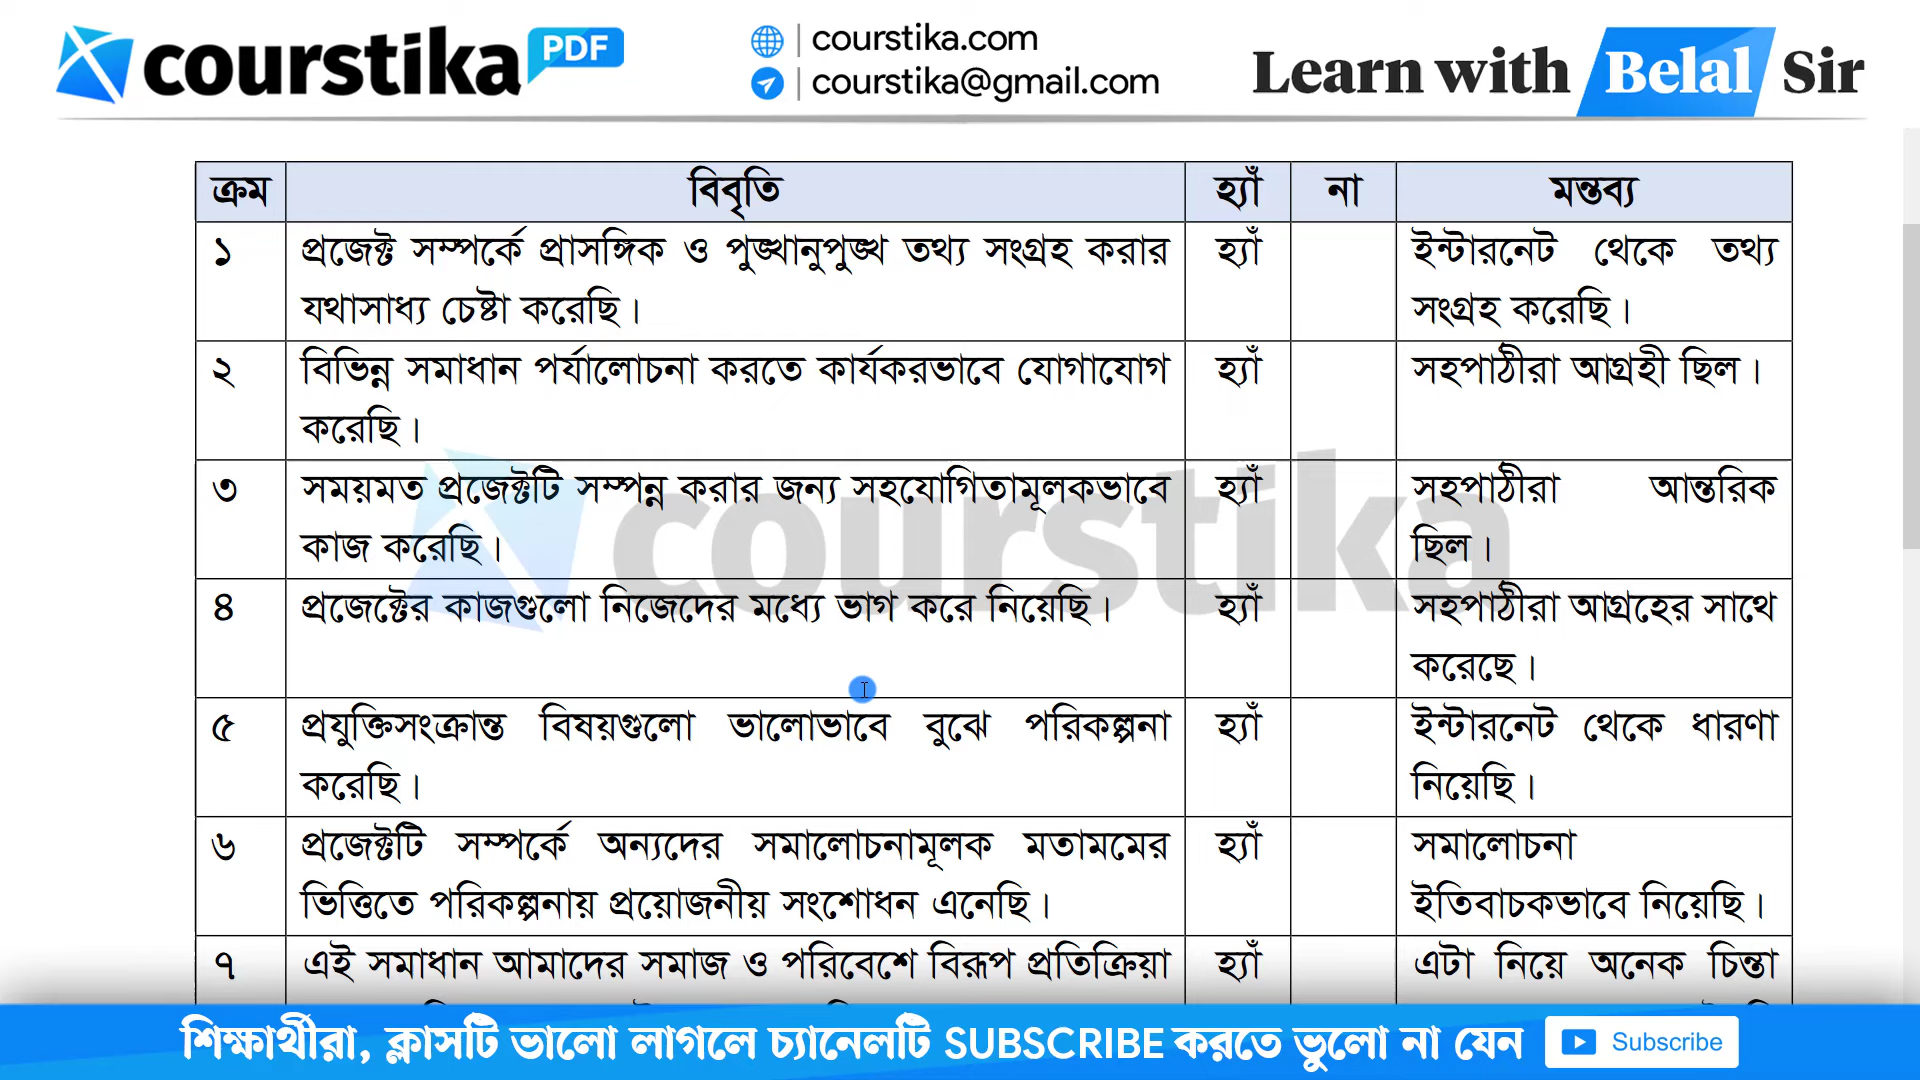 courstika PDF
courstika.com
courstika@gmail.com
Learn with Belal Sir
ক্রম বিবৃতি হ্যাঁ না মন্তব্য
১ প্রজেক্ট সম্পর্কে প্রাসঙ্গিক ও পুঙ্খানুপুঙ্খ তথ্য সংগ্রহ করার হ্যাঁ ইন্টারনেট থেকে তথ্য
যথাসাধ্য চেষ্টা করেছি। সংগ্রহ করেছি।
২ বিভিন্ন সমাধান পর্যালোচনা করতে কার্যকরভাবে যোগাযোগ হ্যাঁ সহপাঠীরা আগ্রহী ছিল।
করেছি।
৩ সময়মত প্রজেক্টটি সম্পন্ন করার জন্য সহযোগিতামূলকভাবে হ্যাঁ সহপাঠীরা আন্তরিক
কাজ করেছি। ছিল।
courstika
৪ প্রজেক্টের কাজগুলো নিজেদের মধ্যে ভাগ করে নিয়েছি। হ্যাঁ সহপাঠীরা আগ্রহের সাথে
করেছে।
৫ প্রযুক্তিসংক্রান্ত বিষয়গুলো ভালোভাবে বুঝে পরিকল্পনা হ্যাঁ ইন্টারনেট থেকে ধারণা
করেছি। নিয়েছি।
৬ প্রজেক্টটি সম্পর্কে অন্যদের সমালোচনামূলক মতামমের হ্যাঁ সমালোচনা
ভিত্তিতে পরিকল্পনায় প্রয়োজনীয় সংশোধন এনেছি। ইতিবাচকভাবে নিয়েছি।
৭ এই সমাধান আমাদের সমাজ ও পরিবেশে বিরূপ প্রতিক্রিয়া হ্যাঁ এটা নিয়ে অনেক চিন্তা
শিক্ষার্থীরা, ক্লাসটি ভালো লাগলে চ্যানেলটি SUBSCRIBE করতে ভুলো না যেন Subscribe